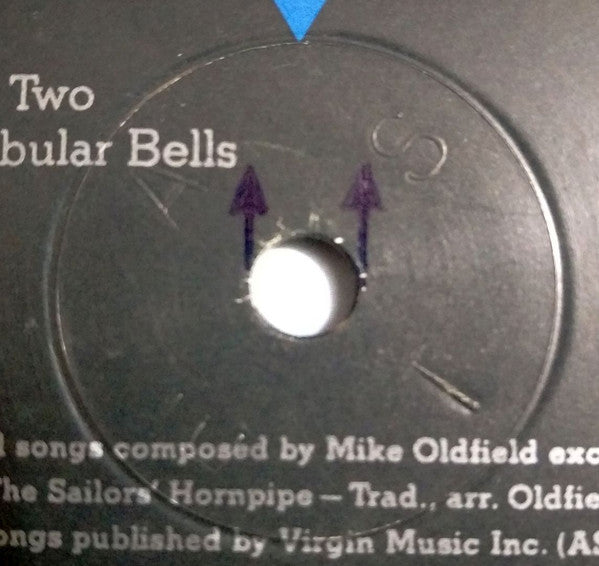 Two
bular Bells
S
l songs composed by Mike Oldfield exc
The Sailors' Hornpipe – Trad., arr. Oldfie
ongs published by Virgin Music Inc. (AS